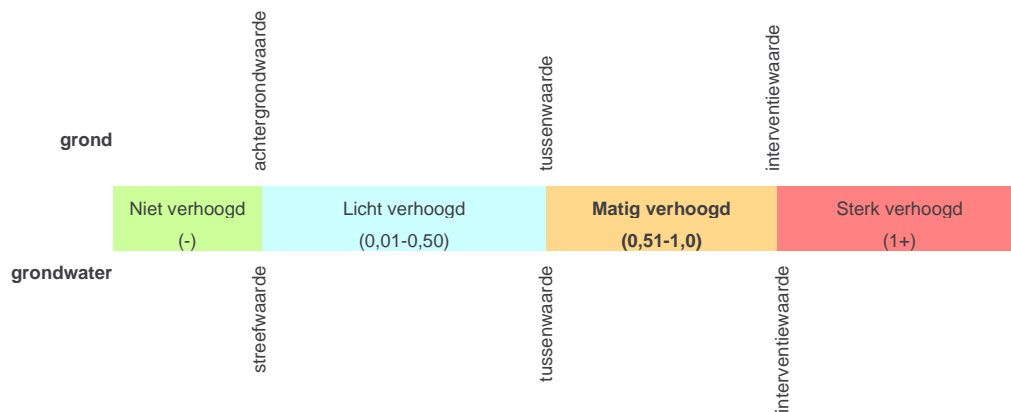 achtergrondwaarde
tussenwaarde
interventiewaarde
grond
Niet verhoogd
(-)
Licht verhoogd
(0,01-0,50)
Matig verhoogd
(0,51-1,0)
Sterk verhoogd
(1+)
grondwater
streefwaarde
tussenwaarde
interventiewaarde